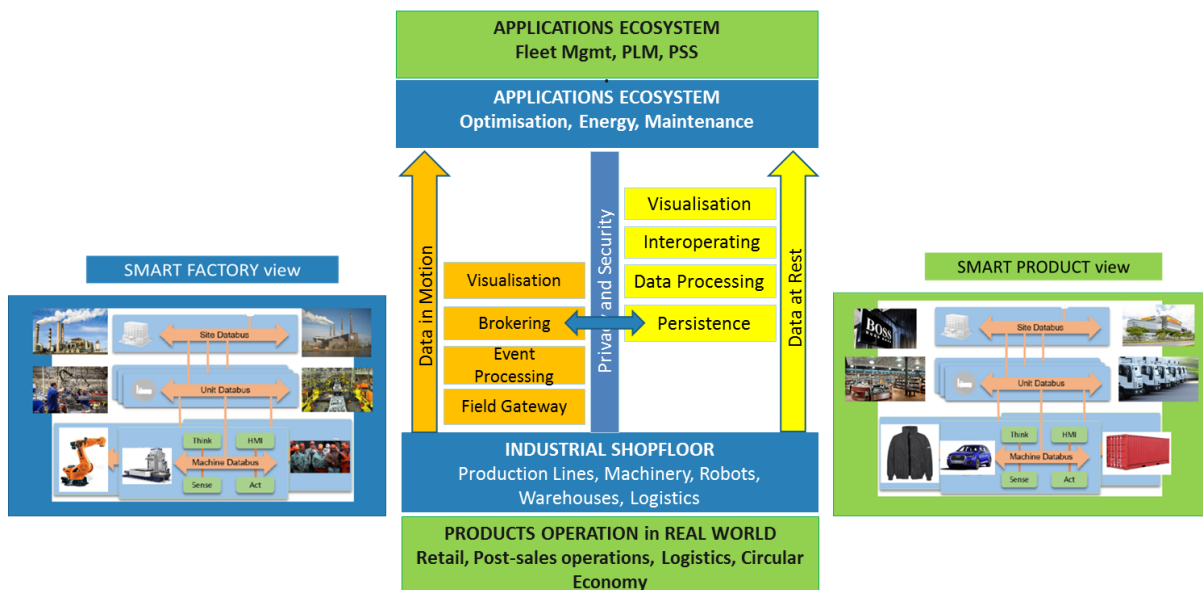 APPLICATIONS ECOSYSTEM
Fleet Mgmt, PLM, PSS
APPLICATIONS ECOSYSTEM
Optimisation, Energy, Maintenance
Data in Motion
Visualisation
Brokering
Event
Processing
Field Gateway
Privacy and Security
Visualisation
Interoperating
Data Processing
Persistence
Data at Rest
INDUSTRIAL SHOPFLOOR
Production Lines, Machinery, Robots,
Warehouses, Logistics
PRODUCTS OPERATION in REAL WORLD
Retail, Post-sales operations, Logistics, Circular
Economy
SMART FACTORY view
Site Databus
Unit Databus
Think
HMI
Machine Databus
Sense
Act
SMART PRODUCT view
BOSS
Site Databus
Unit Databus
Think
HMI
Machine Databus
Sense
Act